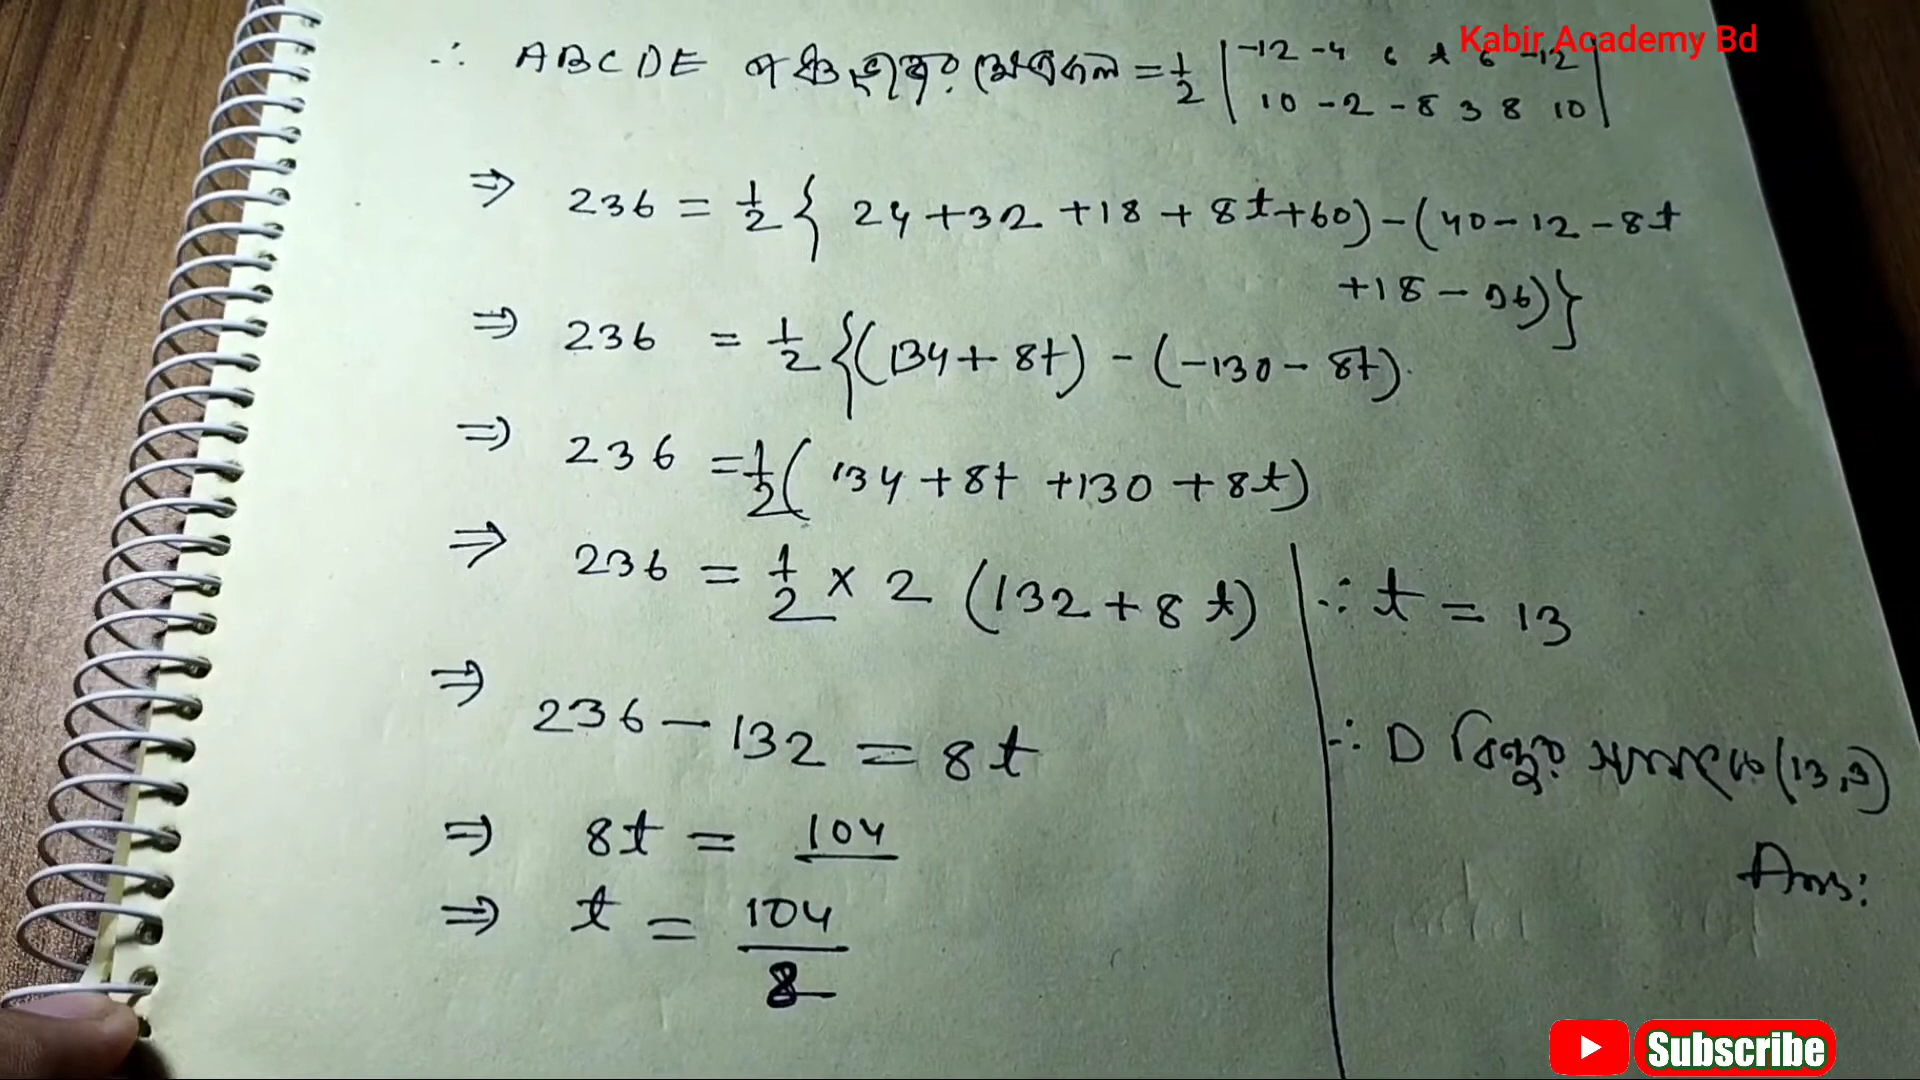 Kabir Academy Bd
∴ ABCDE পঞ্চভুজের ক্ষেত্রফল = 1/2 | -12 -4 6 t 6 -12
10 -2 -8 3 8 10 |
⇒ 236 = 1/2 { 24+32+18+8t+60) - (40-12-8t
+18-96)}
⇒ 236 = 1/2 {(134+8t) - (-130-8t)
⇒ 236 = 1/2 ( 134+8t +130 +8t)
⇒ 236 = 1/2 × 2 (132+8t)
⇒ 236 - 132 = 8t
⇒ 8t = 104
⇒ t = 104/8
∴ t = 13
∴ D বিন্দুর (13,3)
Ans:
Subscribe